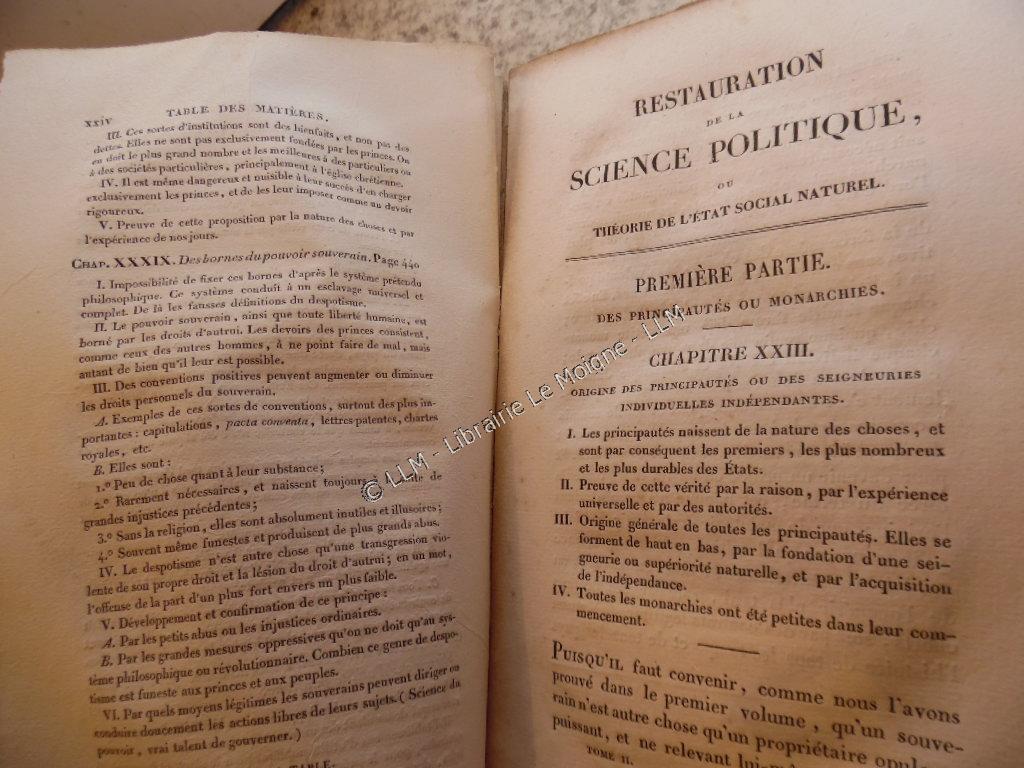 xxiv TABLE DES MATIÈRES.
III. Ces sortes d'institutions sont des bienfaits, et non pas des
dettes. Elles ne sont pas exclusivement fondées par les princes. On
en doit le plus grand nombre et les meilleures à des particuliers ou
à des sociétés particulières, principalement à l'église chrétienne.
IV. Il est même dangereux et nuisible à leur succès d'en charger
exclusivement les princes, et de les leur imposer comme un devoir
rigoureux.
V. Preuve de cette proposition par la nature des choses et par
l'expérience de nos jours.
CHAP. XXXIX. Des bornes du pouvoir souverain. Page 440
I. Impossibilité de fixer ces bornes d'après le système prétendu
philosophique. Ce système conduit à un esclavage universel et
complet. De là les fausses définitions du despotisme.
II. Le pouvoir souverain, ainsi que toute liberté humaine, est
borné par les droits d'autrui. Les devoirs des princes consistent,
comme ceux des autres hommes, à ne point faire de mal, mais
autant de bien qu'il leur est possible.
III. Des conventions positives peuvent augmenter ou diminuer
les droits personnels du souverain.
A. Exemples de ces sortes de conventions, surtout des plus im-
portantes : capitulations, pacta conventa, lettres-patentes, chartes
royales, etc.
B. Elles sont :
1.º Peu de chose quant à leur substance ;
2.º Rarement nécessaires, et naissent toujours de
grandes injustices précédentes ;
3.º Sans la religion, elles sont absolument inutiles et illusoires ;
4.º Souvent même funestes et produisent de plus grands abus.
IV. Le despotisme n'est autre chose qu'une transgression vio-
lente de son propre droit et la lésion du droit d'autrui ; en un mot,
l'offense de la part d'un plus fort envers un plus faible.
V. Développement et confirmation de ce principe :
A. Par les petits abus ou les injustices ordinaires.
B. Par les grandes mesures oppressives qu'on ne doit qu'au sys-
tème philosophique ou révolutionnaire. Combien ce genre de despo-
tisme est funeste aux princes et aux peuples.
VI. Par quels moyens légitimes les souverains peuvent diriger ou
conduire doucement les actions libres de leurs sujets. ( Science du
pouvoir, vrai talent de gouverner. )
TABLE.
RESTAURATION
DE LA
SCIENCE POLITIQUE,
OU
THÉORIE DE L'ÉTAT SOCIAL NATUREL.
PREMIÈRE PARTIE.
DES PRINCIPAUTÉS OU MONARCHIES.
CHAPITRE XXIII.
ORIGINE DES PRINCIPAUTÉS OU DES SEIGNEURIES
INDIVIDUELLES INDÉPENDANTES.
I. Les principautés naissent de la nature des choses, et
sont par conséquent les premiers, les plus nombreux
et les plus durables des États.
II. Preuve de cette vérité par la raison, par l'expérience
universelle et par des autorités.
III. Origine générale de toutes les principautés. Elles se
forment de haut en bas, par la fondation d'une sei-
gneurie ou supériorité naturelle, et par l'acquisition
de l'indépendance.
IV. Toutes les monarchies ont été petites dans leur com-
mencement.
PUISQU'IL faut convenir, comme nous l'avons
prouvé dans le premier volume, qu'un souve-
rain n'est autre chose qu'un propriétaire
puissant, et ne relevant
TOME II.
© LLM - Librairie Le Moigne - LLM